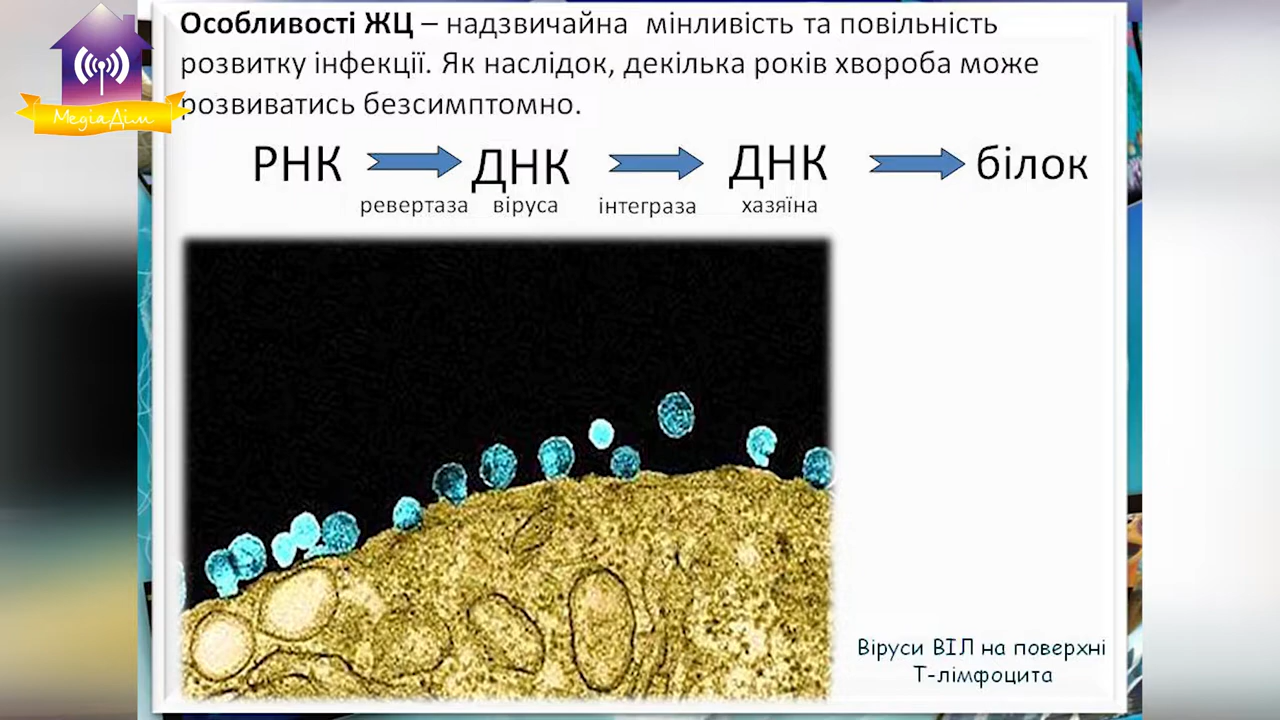 Особливості ЖЦ – надзвичайна мінливість та повільність
розвитку інфекції. Як наслідок, декілька років хвороба може
розвиватись безсимптомно.
МедіаДім
РНК ДНК ДНК білок
ревертаза віруса інтеграза хазяїна
Віруси ВІЛ на поверхні
Т-лімфоцита